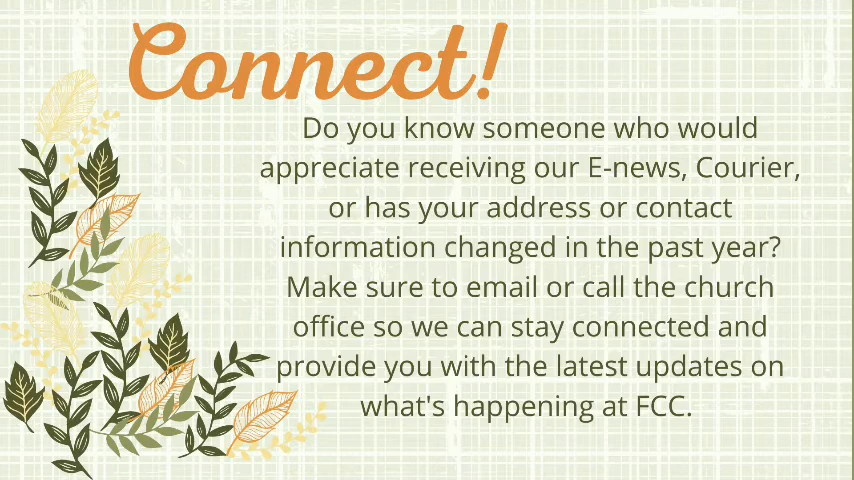 Connect!
Do you know someone who would
appreciate receiving our E-news, Courier,
or has your address or contact
information changed in the past year?
Make sure to email or call the church
office so we can stay connected and
provide you with the latest updates on
what's happening at FCC.